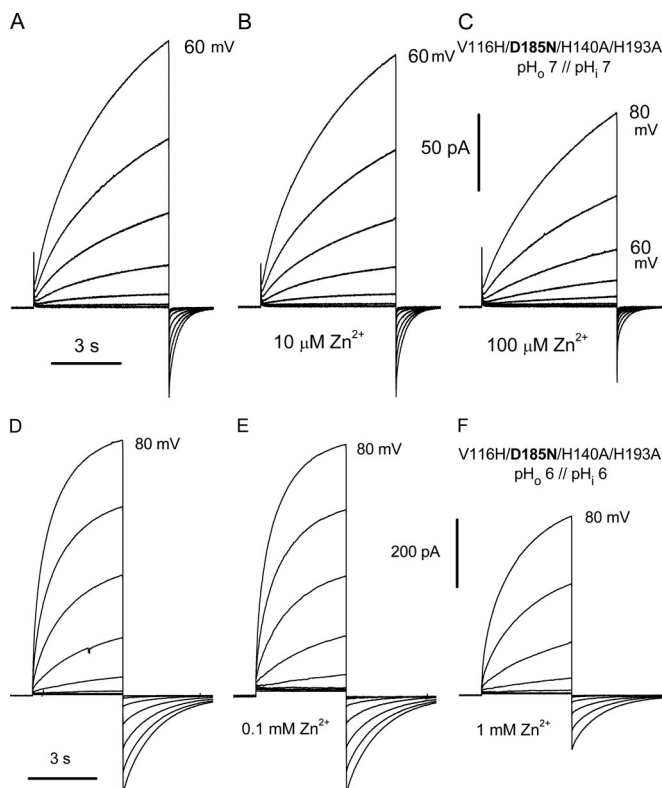 A
B
C
60 mV
60 mV
V116H/D185N/H140A/H193A
pHo 7 // pHi 7
50 pA
80
mV
60
mV
3 s
10 μM Zn2+
100 μM Zn2+
D
E
F
80 mV
80 mV
V116H/D185N/H140A/H193A
pHo 6 // pHi 6
200 pA
80 mV
3 s
0.1 mM Zn2+
1 mM Zn2+